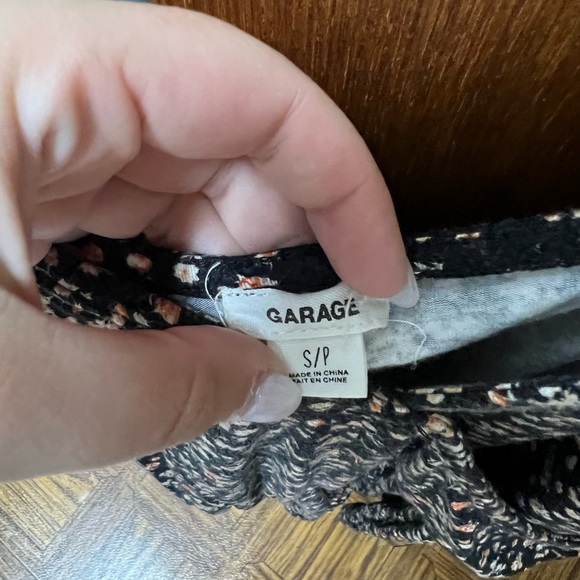 GARAGE
S/P
MADE IN CHINA
FAIT EN CHINE